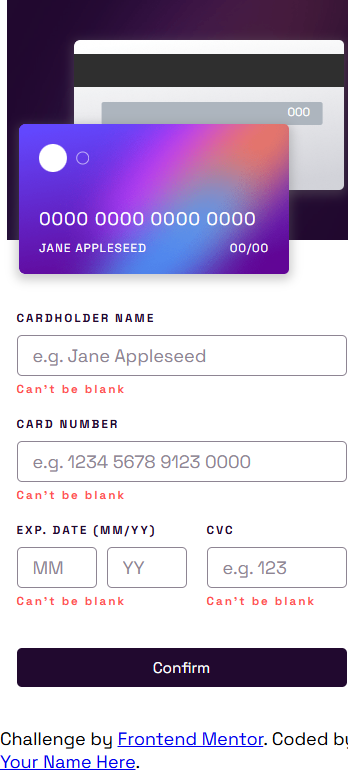 000
0000 0000 0000 0000
JANE APPLESEED 00/00
CARDHOLDER NAME
e.g. Jane Appleseed
Can't be blank
CARD NUMBER
e.g. 1234 5678 9123 0000
Can't be blank
EXP. DATE (MM/YY) CVC
MM YY e.g. 123
Can't be blank Can't be blank
Confirm
Challenge by Frontend Mentor. Coded by
Your Name Here.